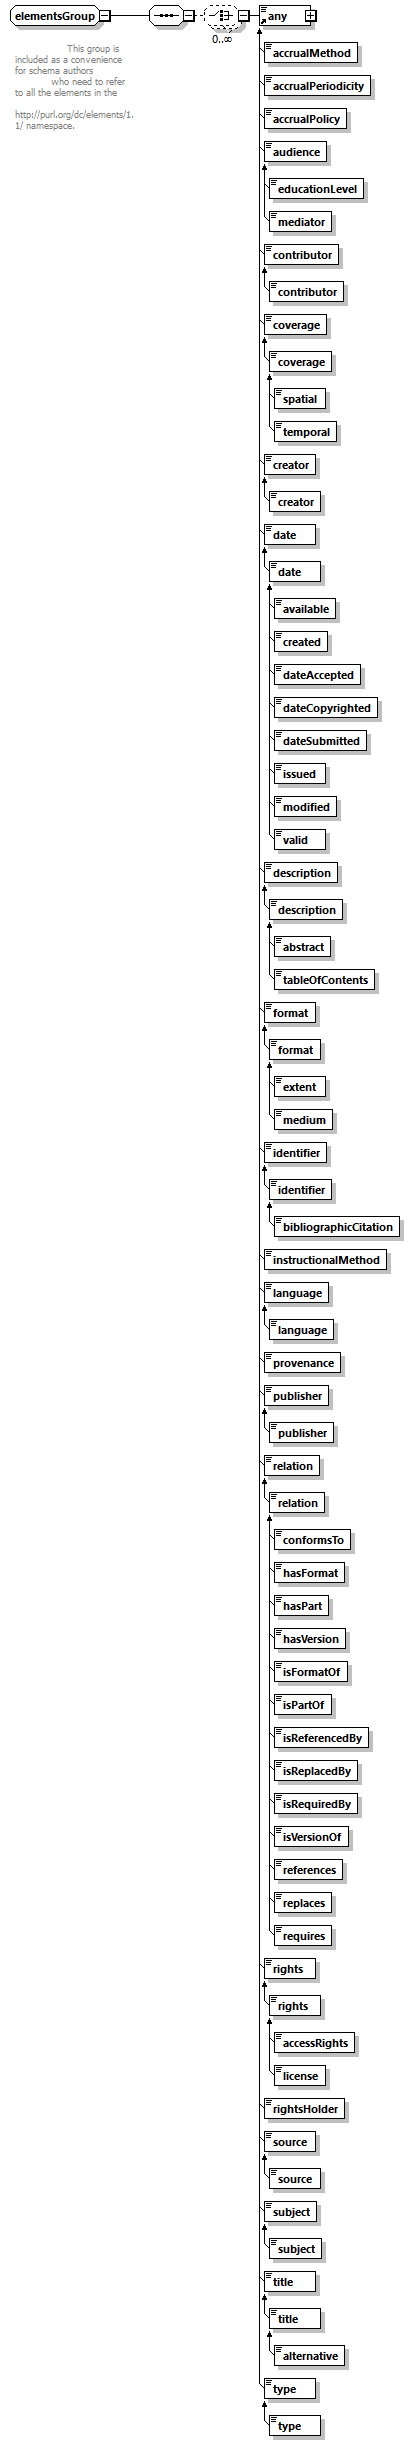 elementsGroup
any
0..∞
This group is
included as a convenience
for schema authors
who need to refer
to all the elements in the
http://purl.org/dc/elements/1.
1/ namespace.
accrualMethod
accrualPeriodicity
accrualPolicy
audience
educationLevel
mediator
contributor
contributor
coverage
coverage
spatial
temporal
creator
creator
date
date
available
created
dateAccepted
dateCopyrighted
dateSubmitted
issued
modified
valid
description
description
abstract
tableOfContents
format
format
extent
medium
identifier
identifier
bibliographicCitation
instructionalMethod
language
language
provenance
publisher
publisher
relation
relation
conformsTo
hasFormat
hasPart
hasVersion
isFormatOf
isPartOf
isReferencedBy
isReplacedBy
isRequiredBy
isVersionOf
references
replaces
requires
rights
rights
accessRights
license
rightsHolder
source
source
subject
subject
title
title
alternative
type
type